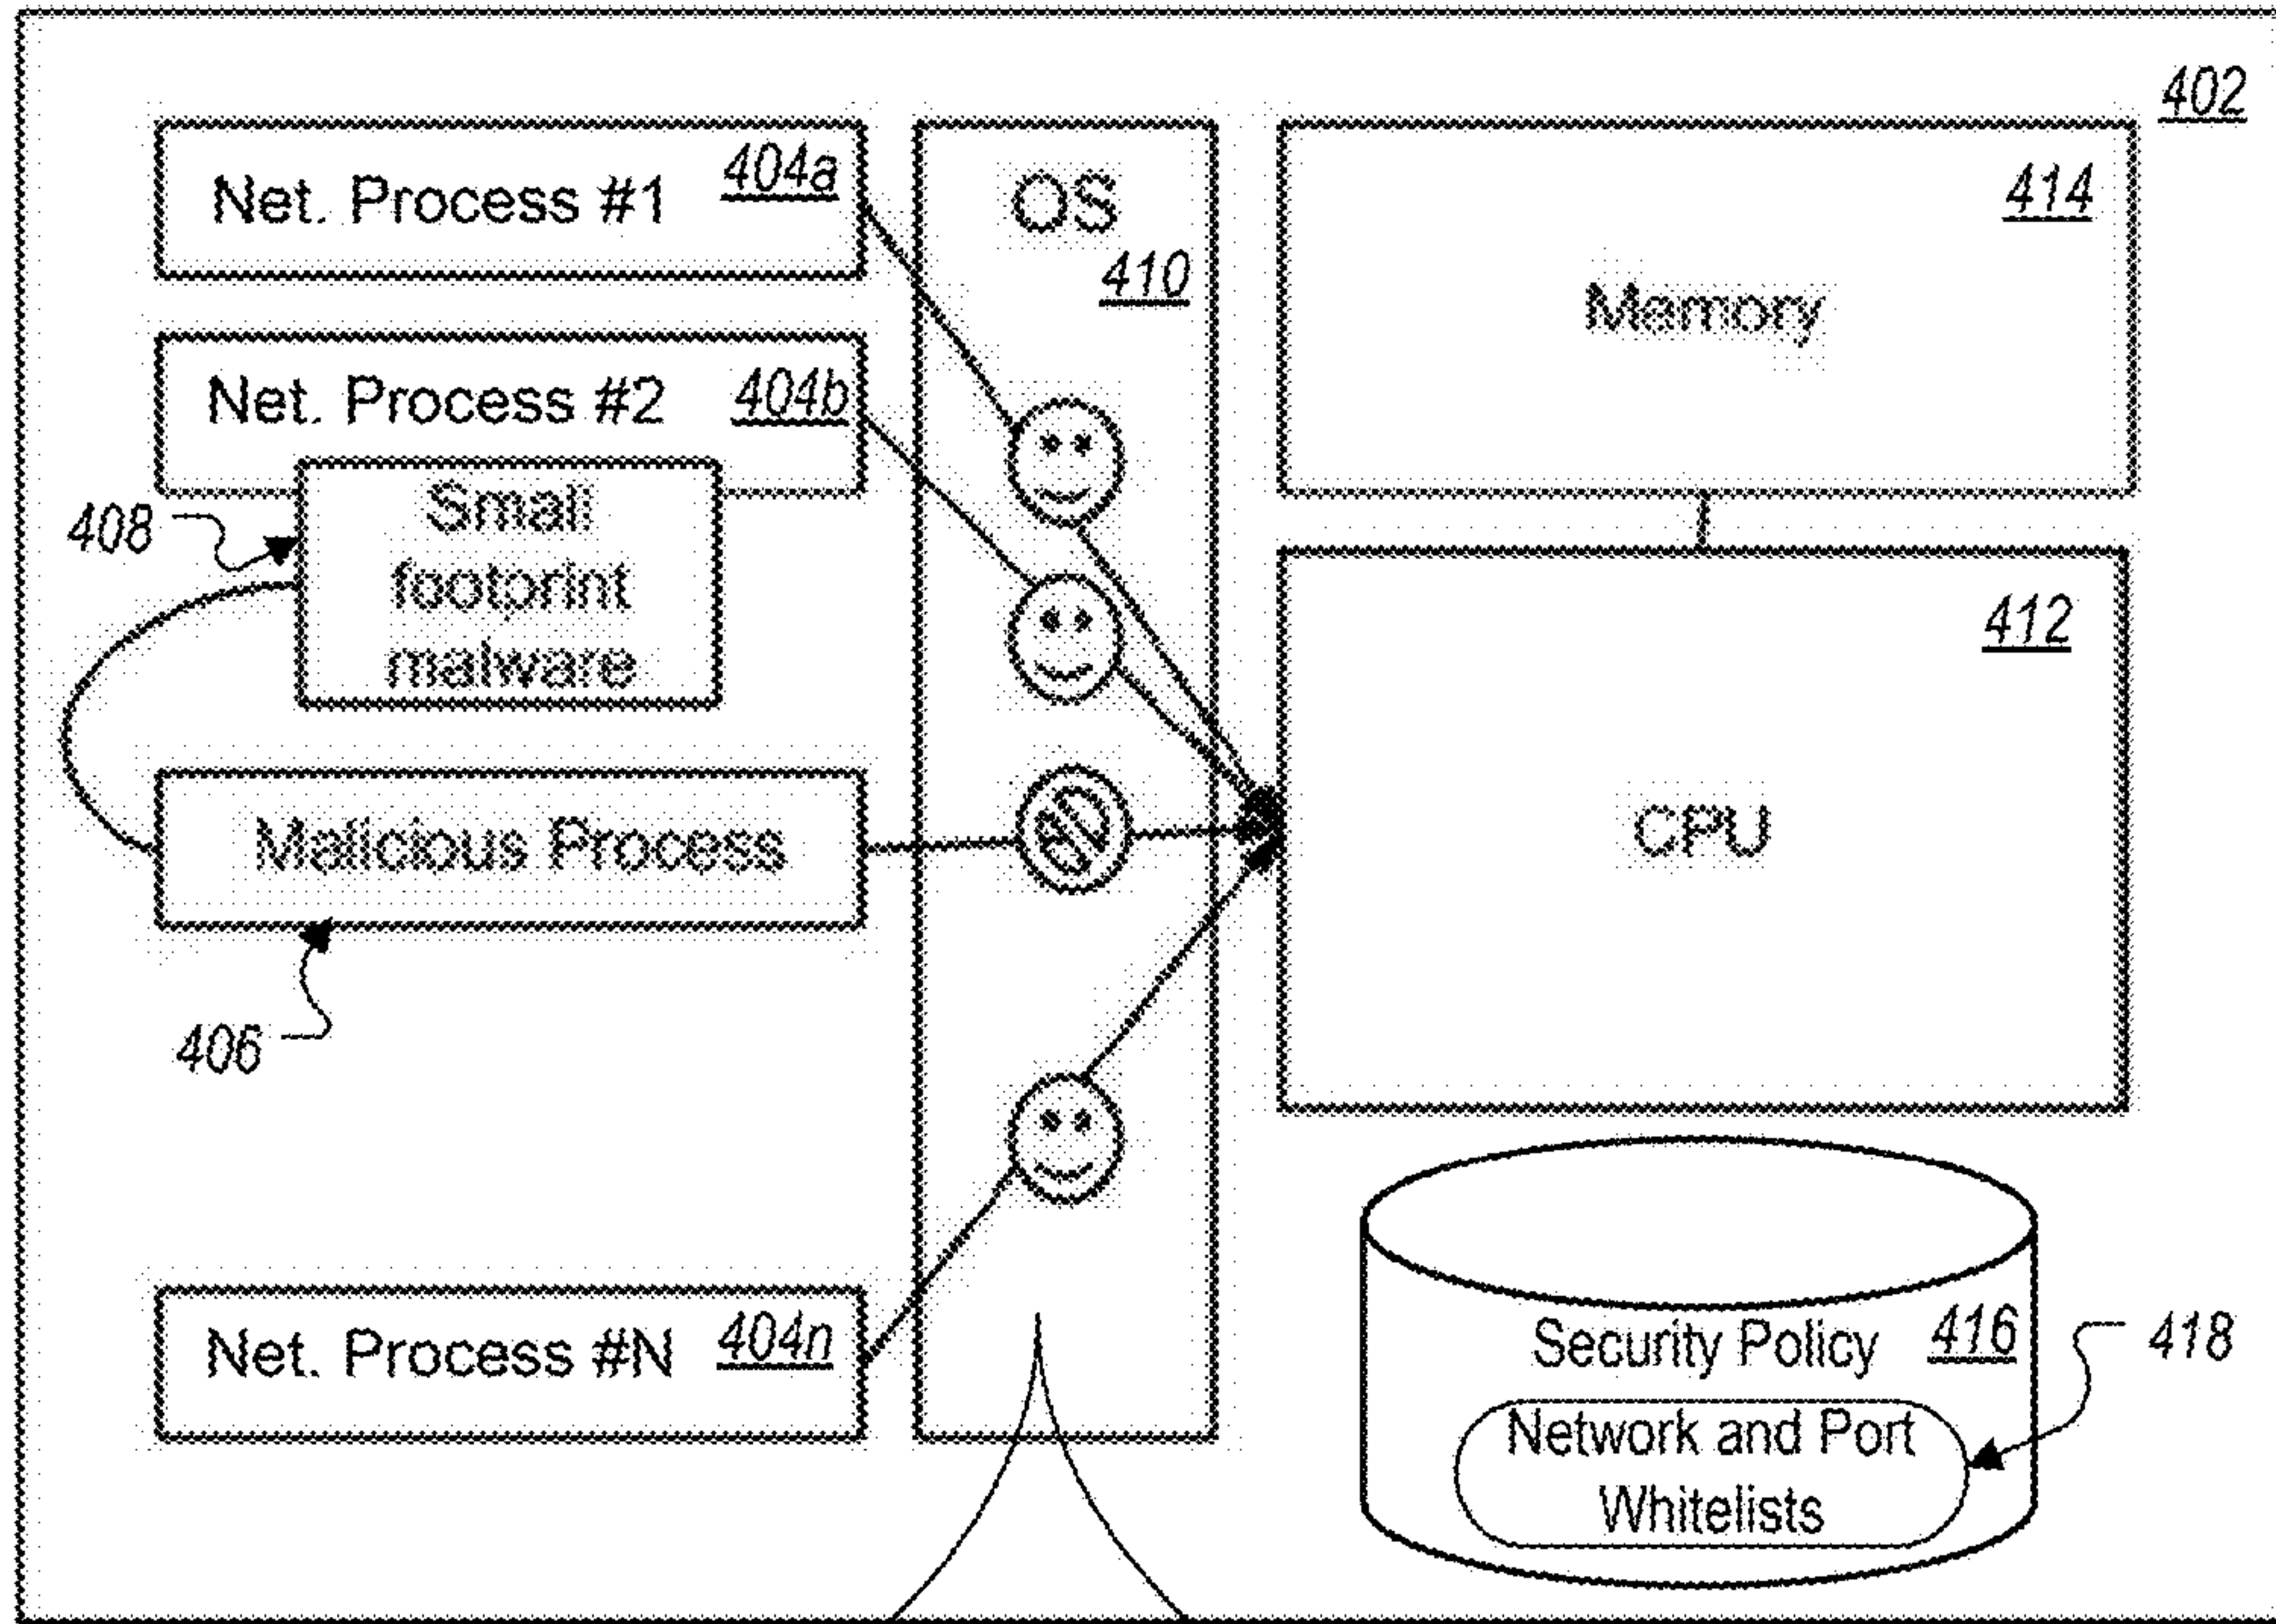 402
Net. Process #1
404a
OS
410
414
Memory
Net. Process #2
404b
408
Small
footprint
malware
412
CPU
Malicious Process
406
Net. Process #N
404n
Security Policy
416
418
Network and Port
Whitelists